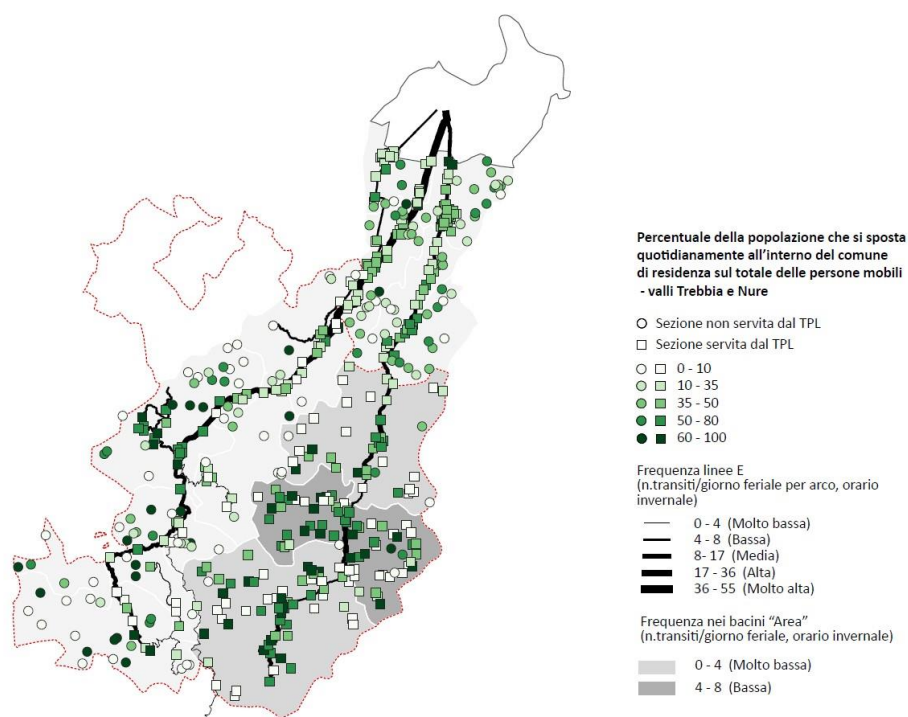 Percentuale della popolazione che si sposta
quotidianamente all'interno del comune
di residenza sul totale delle persone mobili
- valli Trebbia e Nure
Sezione non servita dal TPL
Sezione servita dal TPL
0 - 10
10 - 35
35 - 50
50 - 80
60 - 100
Frequenza linee E
(n.transiti/giorno feriale per arco, orario
invernale)
0 - 4 (Molto bassa)
4 - 8 (Bassa)
8- 17 (Media)
17 - 36 (Alta)
36 - 55 (Molto alta)
Frequenza nei bacini “Area”
(n.transiti/giorno feriale, orario invernale)
0 - 4 (Molto bassa)
4 - 8 (Bassa)